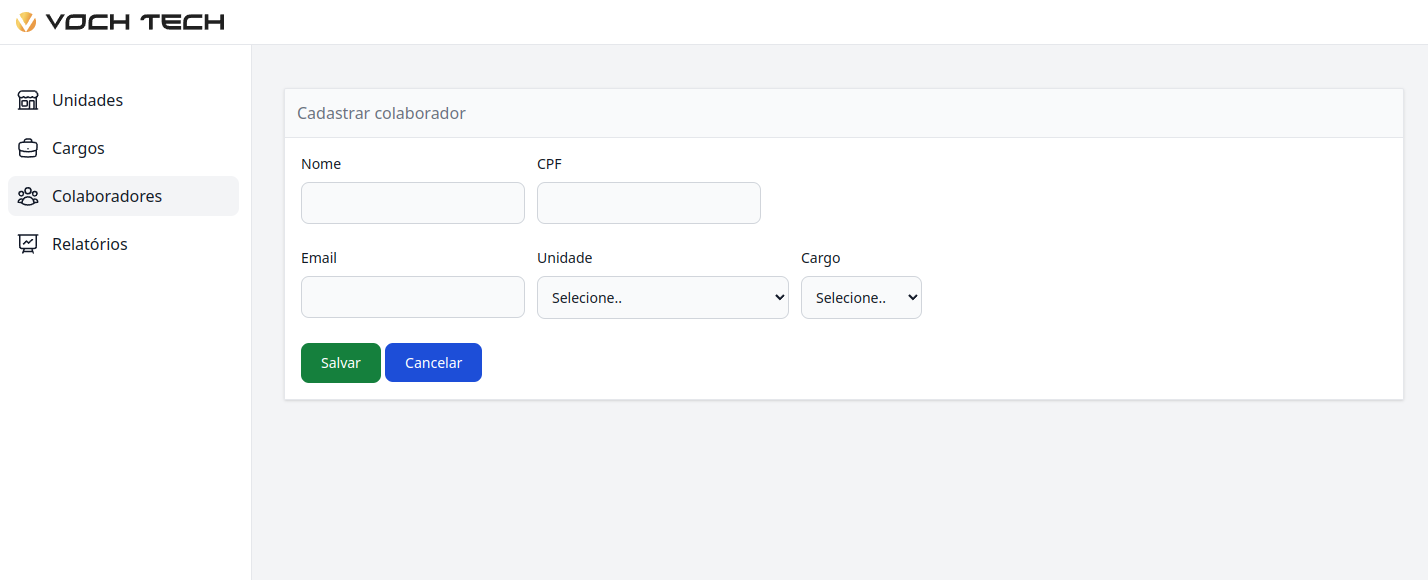 VOCH TECH
Unidades
Cargos
Colaboradores
Relatórios
Cadastrar colaborador
Nome CPF
Email Unidade Cargo
Selecione.. Selecione..
Salvar Cancelar